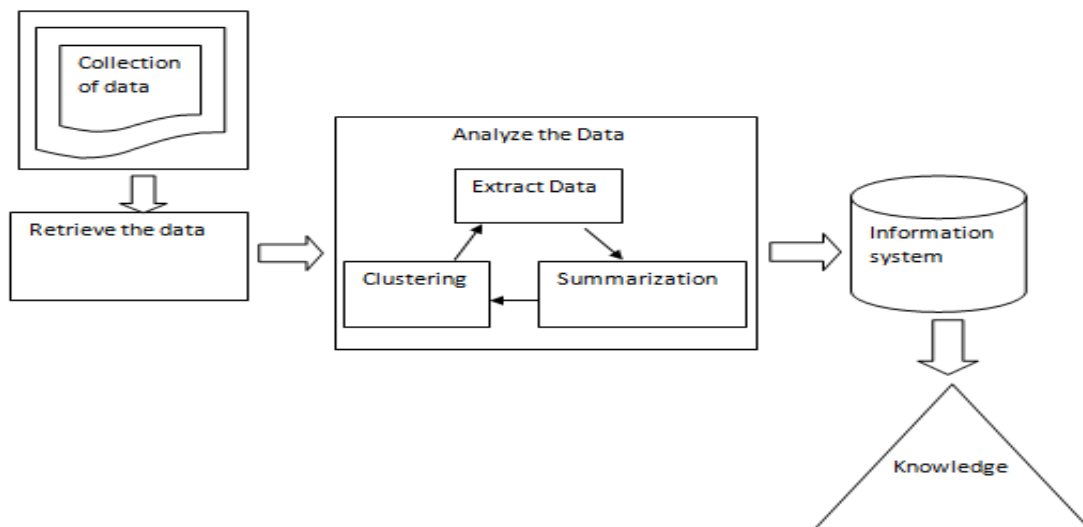 Collection
of data
Retrieve the data
Analyze the Data
Extract Data
Clustering
Summarization
Information
system
Knowledge